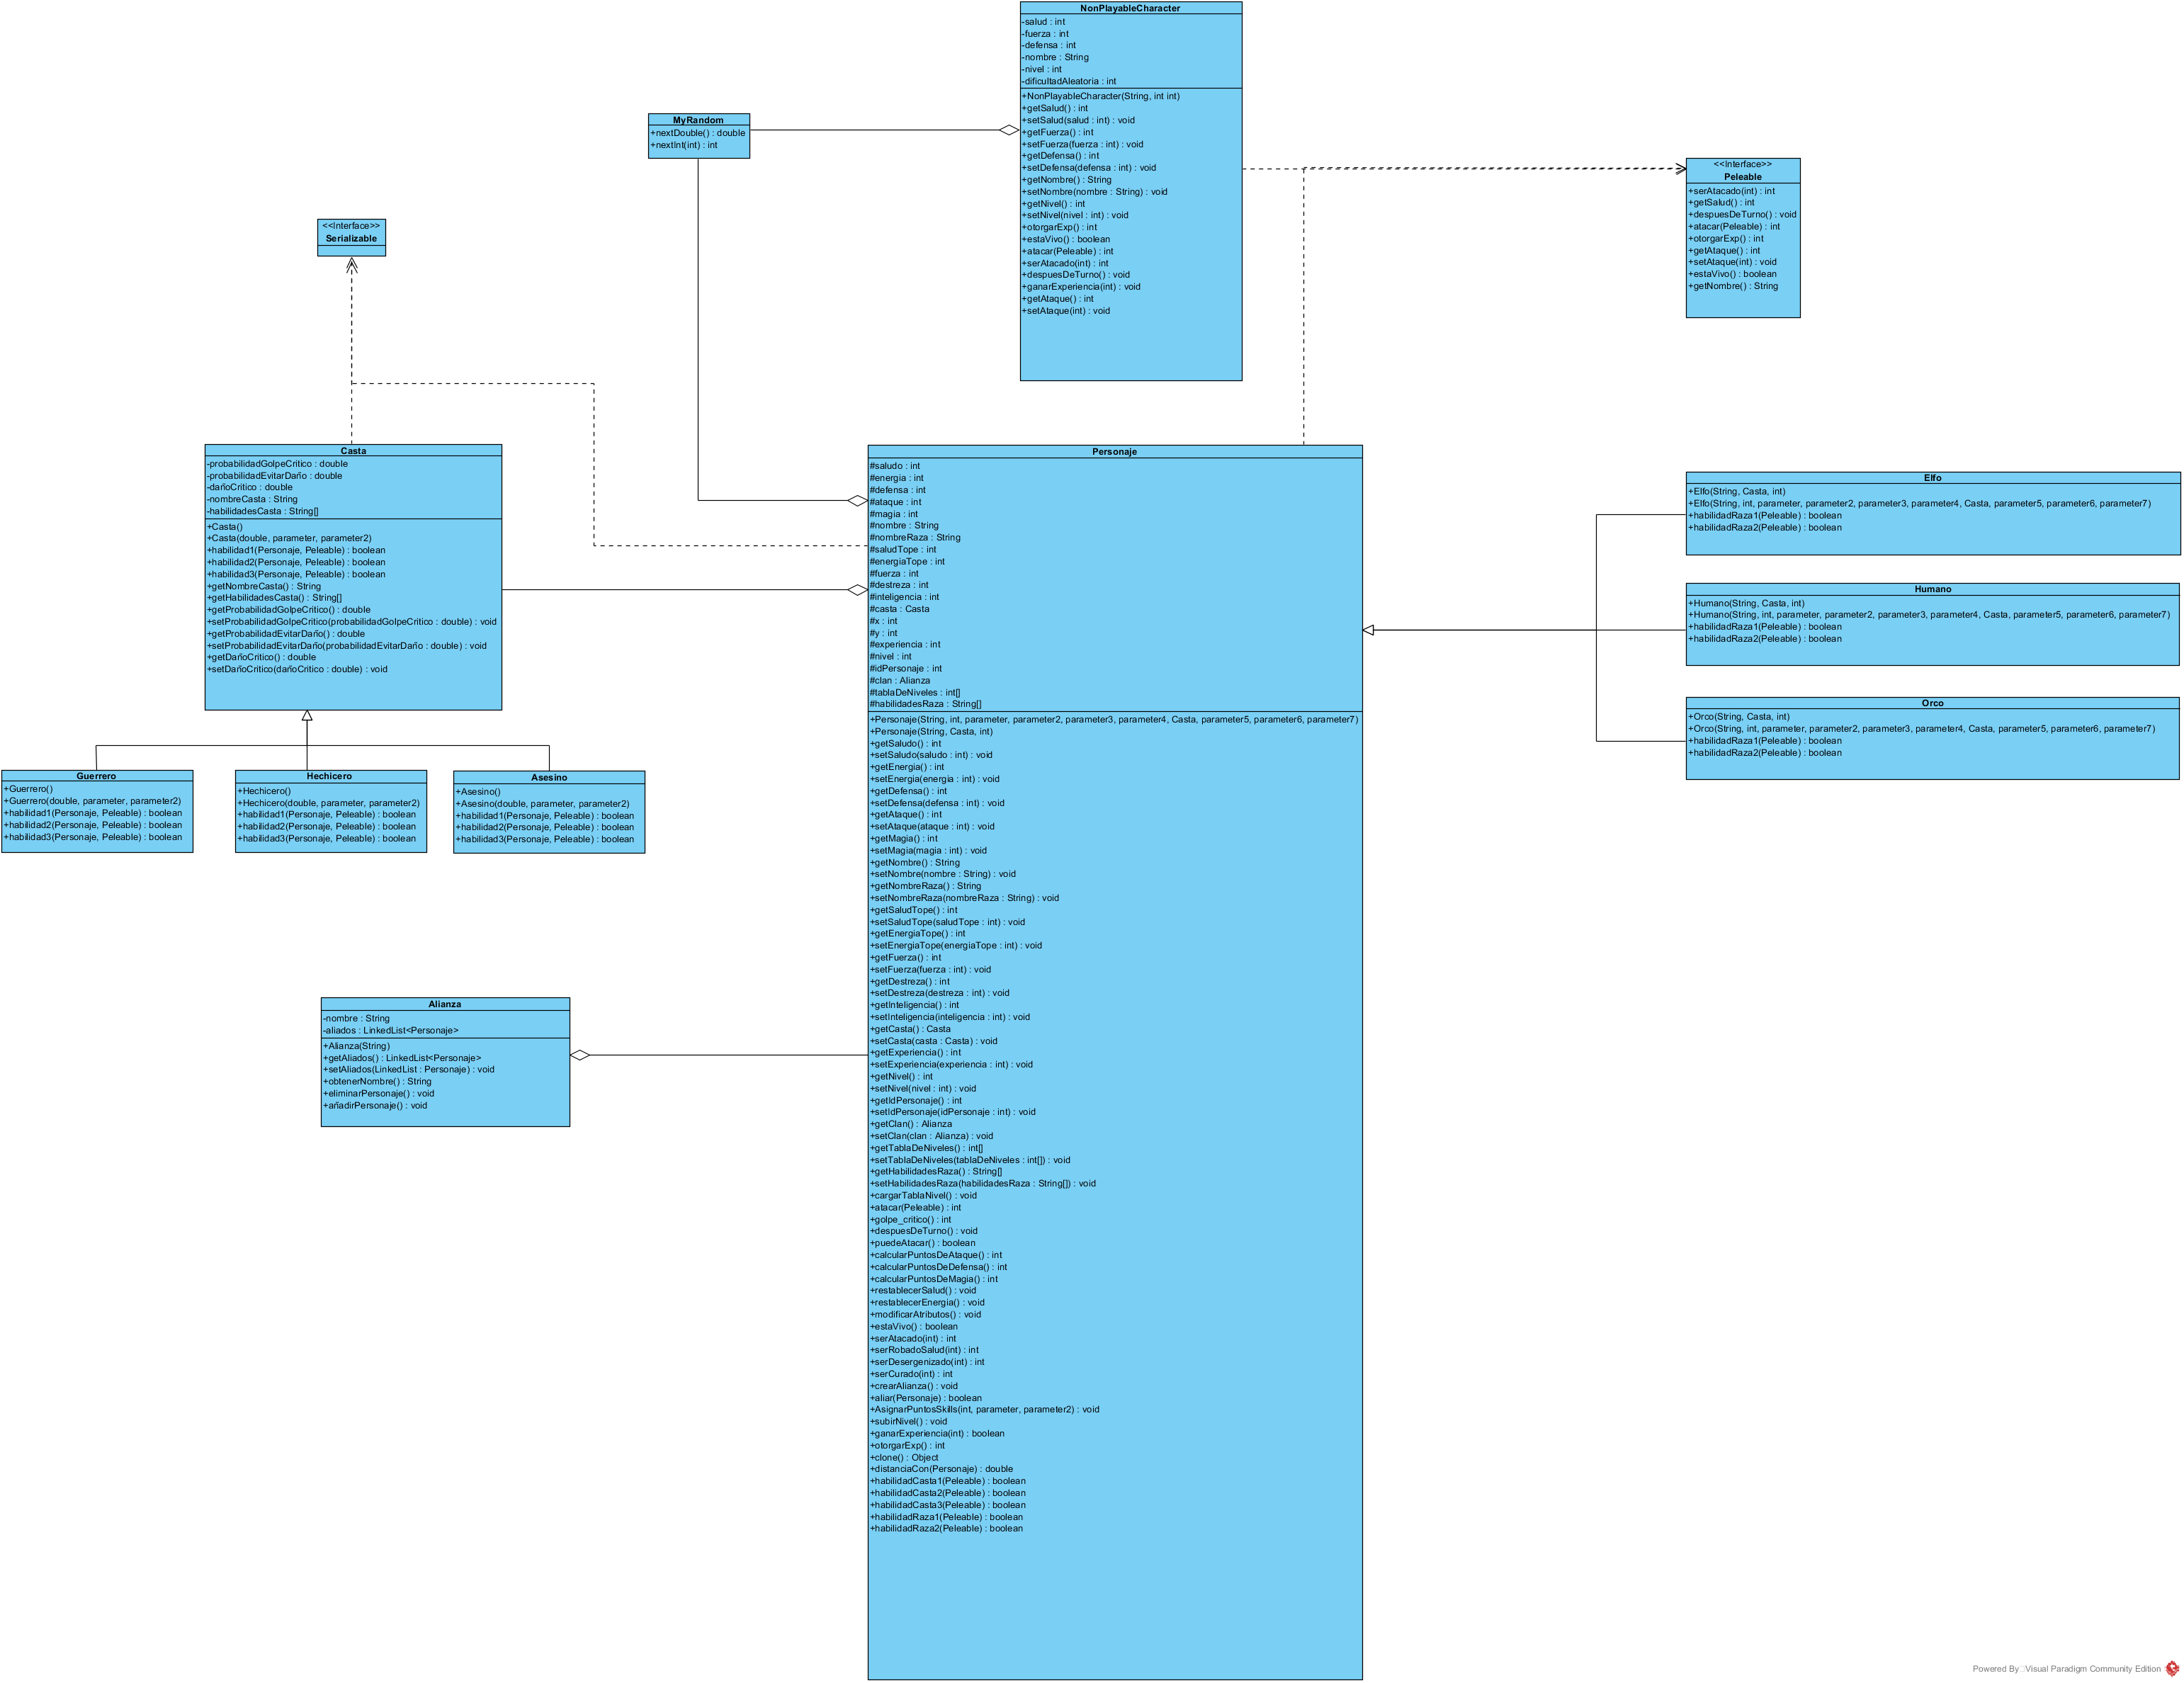 NonPlayableCharacter
-salud : int
-fuerza : int
-defensa : int
-nombre : String
-nivel : int
-dificultadAleatoria : int
+NonPlayableCharacter(String, int int)
+getSalud() : int
+setSalud(salud : int) : void
+getFuerza() : int
+setFuerza(fuerza : int) : void
+getDefensa() : int
+setDefensa(defensa : int) : void
+getNombre() : String
+setNombre(nombre : String) : void
+getNivel() : int
+setNivel(nivel : int) : void
+otorgarExp() : int
+estaVivo() : boolean
+atacar(Peleable) : int
+serAtacado(int) : int
+despuesDeTurno() : void
+ganarExperiencia(int) : void
+getAtaque() : int
+setAtaque(int) : void
MyRandom
+nextDouble() : double
+nextInt(int) : int
<<Interface>>
Peleable
+serAtacado(int) : int
+getSalud() : int
+despuesDeTurno() : void
+atacar(Peleable) : int
+otorgarExp() : int
+getAtaque() : int
+setAtaque(int) : void
+estaVivo() : boolean
+getNombre() : String
<<Interface>>
Serializable
Casta
-probabilidadGolpeCritico : double
-probabilidadEvitarDaño : double
-dañoCritico : double
-nombreCasta : String
-habilidadesCasta : String[]
+Casta()
+Casta(double, parameter, parameter2)
+habilidad1(Personaje, Peleable) : boolean
+habilidad2(Personaje, Peleable) : boolean
+habilidad3(Personaje, Peleable) : boolean
+getNombreCasta() : String
+getHabilidadesCasta() : String[]
+getProbabilidadGolpeCritico() : double
+setProbabilidadGolpeCritico(probabilidadGolpeCritico : double) : void
+getProbabilidadEvitarDaño() : double
+setProbabilidadEvitarDaño(probabilidadEvitarDaño : double) : void
+getDañoCritico() : double
+setDañoCritico(dañoCritico : double) : void
Personaje
#saludo : int
#energia : int
#defensa : int
#ataque : int
#magia : int
#nombre : String
#nombreRaza : String
#saludTope : int
#energiaTope : int
#fuerza : int
#destreza : int
#inteligencia : int
#casta : Casta
#x : int
#y : int
#experiencia : int
#nivel : int
#idPersonaje : int
#clan : Alianza
#tablaDeNiveles : int[]
#habilidadesRaza : String[]
+Personaje(String, int, parameter, parameter2, parameter3, parameter4, Casta, parameter5, parameter6, parameter7)
+Personaje(String, Casta, int)
+getSaludo() : int
+setSaludo(saludo : int) : void
+getEnergia() : int
+setEnergia(energia : int) : void
+getDefensa() : int
+setDefensa(defensa : int) : void
+getAtaque() : int
+setAtaque(ataque : int) : void
+getMagia() : int
+setMagia(magia : int) : void
+getNombre() : String
+setNombre(nombre : String) : void
+getNombreRaza() : String
+setNombreRaza(nombreRaza : String) : void
+getSaludTope() : int
+setSaludTope(saludTope : int) : void
+getEnergiaTope() : int
+setEnergiaTope(energiaTope : int) : void
+getFuerza() : int
+setFuerza(fuerza : int) : void
+getDestreza() : int
+setDestreza(destreza : int) : void
+getInteligencia() : int
+setInteligencia(inteligencia : int) : void
+getCasta() : Casta
+setCasta(casta : Casta) : void
+getExperiencia() : int
+setExperiencia(experiencia : int) : void
+getNivel() : int
+setNivel(nivel : int) : void
+getIdPersonaje() : int
+setIdPersonaje(idPersonaje : int) : void
+getClan() : Alianza
+setClan(clan : Alianza) : void
+getTablaDeNiveles() : int[]
+setTablaDeNiveles(tablaDeNiveles : int[]) : void
+getHabilidadesRaza() : String[]
+setHabilidadesRaza(habilidadesRaza : String[]) : void
+cargarTablaNivel() : void
+atacar(Peleable) : int
+golpe_critico() : int
+despuesDeTurno() : void
+puedeAtacar() : boolean
+calcularPuntosDeAtaque() : int
+calcularPuntosDeDefensa() : int
+calcularPuntosDeMagia() : int
+restablecerSalud() : void
+restablecerEnergia() : void
+modificarAtributos() : void
+estaVivo() : boolean
+serAtacado(int) : int
+serRobadoSalud(int) : int
+serDesergenizado(int) : int
+serCurado(int) : int
+crearAlianza() : void
+aliar(Personaje) : boolean
+AsignarPuntosSkills(int, parameter, parameter2) : void
+subirNivel() : void
+ganarExperiencia(int) : boolean
+otorgarExp() : int
+clone() : Object
+distanciaCon(Personaje) : double
+habilidadCasta1(Peleable) : boolean
+habilidadCasta2(Peleable) : boolean
+habilidadCasta3(Peleable) : boolean
+habilidadRaza1(Peleable) : boolean
+habilidadRaza2(Peleable) : boolean
Elfo
+Elfo(String, Casta, int)
+Elfo(String, int, parameter, parameter2, parameter3, parameter4, Casta, parameter5, parameter6, parameter7)
+habilidadRaza1(Peleable) : boolean
+habilidadRaza2(Peleable) : boolean
Humano
+Humano(String, Casta, int)
+Humano(String, int, parameter, parameter2, parameter3, parameter4, Casta, parameter5, parameter6, parameter7)
+habilidadRaza1(Peleable) : boolean
+habilidadRaza2(Peleable) : boolean
Orco
+Orco(String, Casta, int)
+Orco(String, int, parameter, parameter2, parameter3, parameter4, Casta, parameter5, parameter6, parameter7)
+habilidadRaza1(Peleable) : boolean
+habilidadRaza2(Peleable) : boolean
Guerrero
+Guerrero()
+Guerrero(double, parameter, parameter2)
+habilidad1(Personaje, Peleable) : boolean
+habilidad2(Personaje, Peleable) : boolean
+habilidad3(Personaje, Peleable) : boolean
Hechicero
+Hechicero()
+Hechicero(double, parameter, parameter2)
+habilidad1(Personaje, Peleable) : boolean
+habilidad2(Personaje, Peleable) : boolean
+habilidad3(Personaje, Peleable) : boolean
Asesino
+Asesino()
+Asesino(double, parameter, parameter2)
+habilidad1(Personaje, Peleable) : boolean
+habilidad2(Personaje, Peleable) : boolean
+habilidad3(Personaje, Peleable) : boolean
Alianza
-nombre : String
-aliados : LinkedList<Personaje>
+Alianza(String)
+getAliados() : LinkedList<Personaje>
+setAliados(LinkedList : Personaje) : void
+obtenerNombre() : String
+eliminarPersonaje() : void
+añadirPersonaje() : void
Powered By Visual Paradigm Community Edition